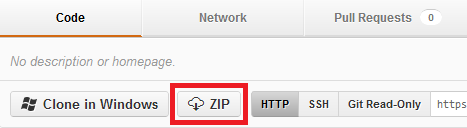 Code Network Pull Requests 0
No description or homepage.
Clone in Windows ZIP HTTP SSH Git Read-Only https